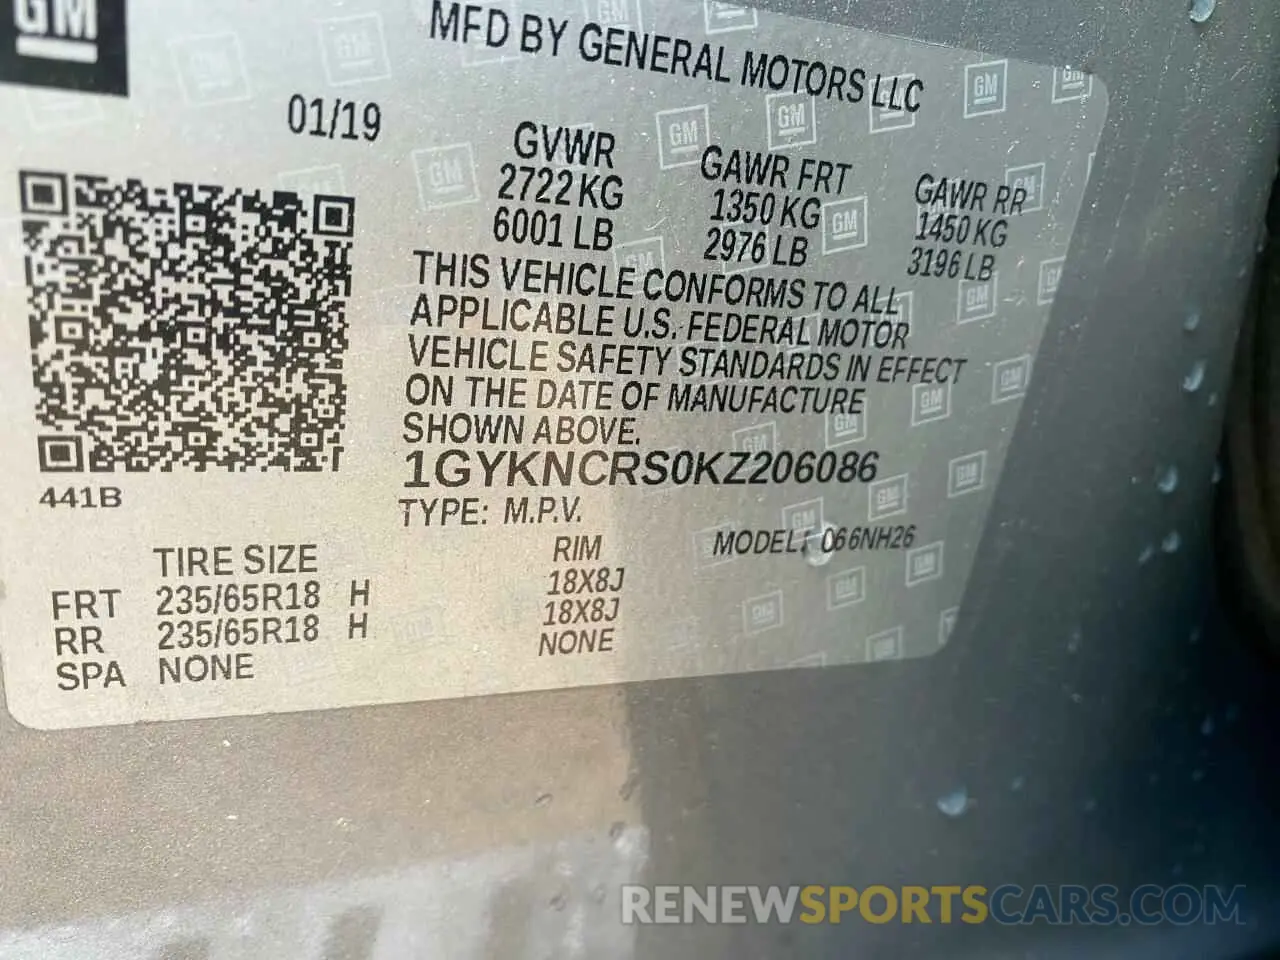 GM
MFD BY GENERAL MOTORS LLC
01/19
GVWR GAWR FRT GAWR RR
2722 KG 1350 KG 1450 KG
6001 LB 2976 LB 3196 LB
THIS VEHICLE CONFORMS TO ALL
APPLICABLE U.S. FEDERAL MOTOR
VEHICLE SAFETY STANDARDS IN EFFECT
ON THE DATE OF MANUFACTURE
SHOWN ABOVE.
1GYKNCRS0KZ206086
441B
TYPE: M.P.V.
MODEL: 066NH26
TIRE SIZE RIM
FRT 235/65R18 H 18X8J
RR 235/65R18 H 18X8J
SPA NONE NONE
RENEWSPORTSCARS.COM